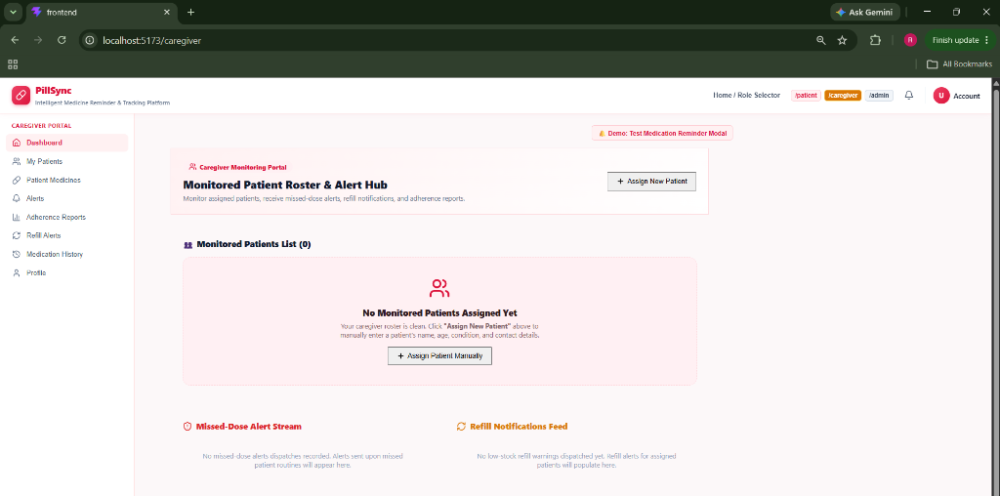 frontend
Ask Gemini
localhost:5173/caregiver
R
Finish update
All Bookmarks
PillSync
Intelligent Medicine Reminder & Tracking Platform
Home / Role Selector
/patient
/caregiver
/admin
U
Account
CAREGIVER PORTAL
Dashboard
My Patients
Patient Medicines
Alerts
Adherence Reports
Refill Alerts
Medication History
Profile
Demo: Test Medication Reminder Modal
Caregiver Monitoring Portal
Monitored Patient Roster & Alert Hub
Monitor assigned patients, receive missed-dose alerts, refill notifications, and adherence reports.
+ Assign New Patient
Monitored Patients List (0)
No Monitored Patients Assigned Yet
Your caregiver roster is clean. Click "Assign New Patient" above to
manually enter a patient's name, age, condition, and contact details.
+ Assign Patient Manually
Missed-Dose Alert Stream
No missed-dose alerts dispatches recorded. Alerts sent upon missed
patient routines will appear here.
Refill Notifications Feed
No low-stock refill warnings dispatched yet. Refill alerts for assigned
patients will populate here.